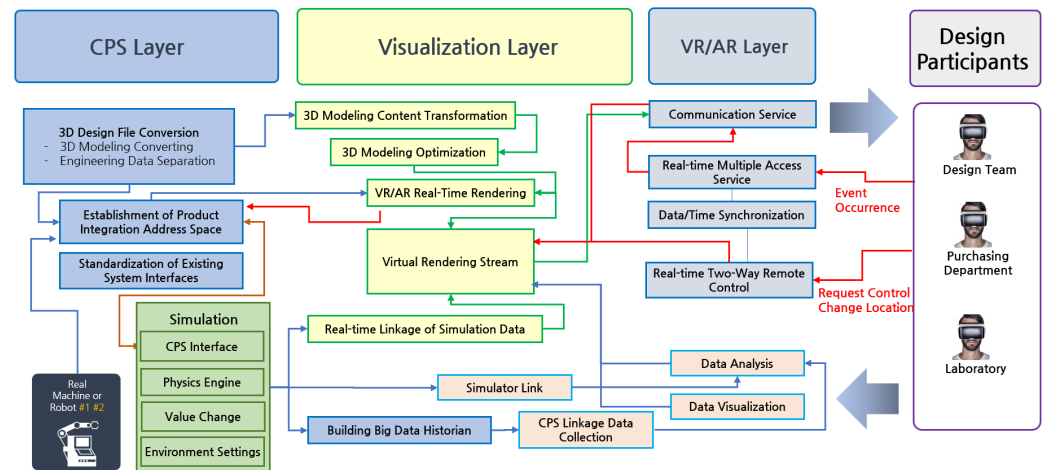 CPS Layer
Visualization Layer
VR/AR Layer
Design
Participants
3D Design File Conversion
- 3D Modeling Converting
- Engineering Data Separation
3D Modeling Content Transformation
3D Modeling Optimization
VR/AR Real-Time Rendering
Communication Service
Real-time Multiple Access
Service
Data/Time Synchronization
Real-time Two-Way Remote
Control
Event
Occurrence
Request Control
Change Location
Design Team
Purchasing
Department
Laboratory
Establishment of Product
Integration Address Space
Standardization of Existing
System Interfaces
Virtual Rendering Stream
Real-time Linkage of Simulation Data
Simulation
CPS Interface
Physics Engine
Value Change
Environment Settings
Real
Machine or
Robot #1 #2
Simulator Link
Building Big Data Historian
CPS Linkage Data
Collection
Data Analysis
Data Visualization